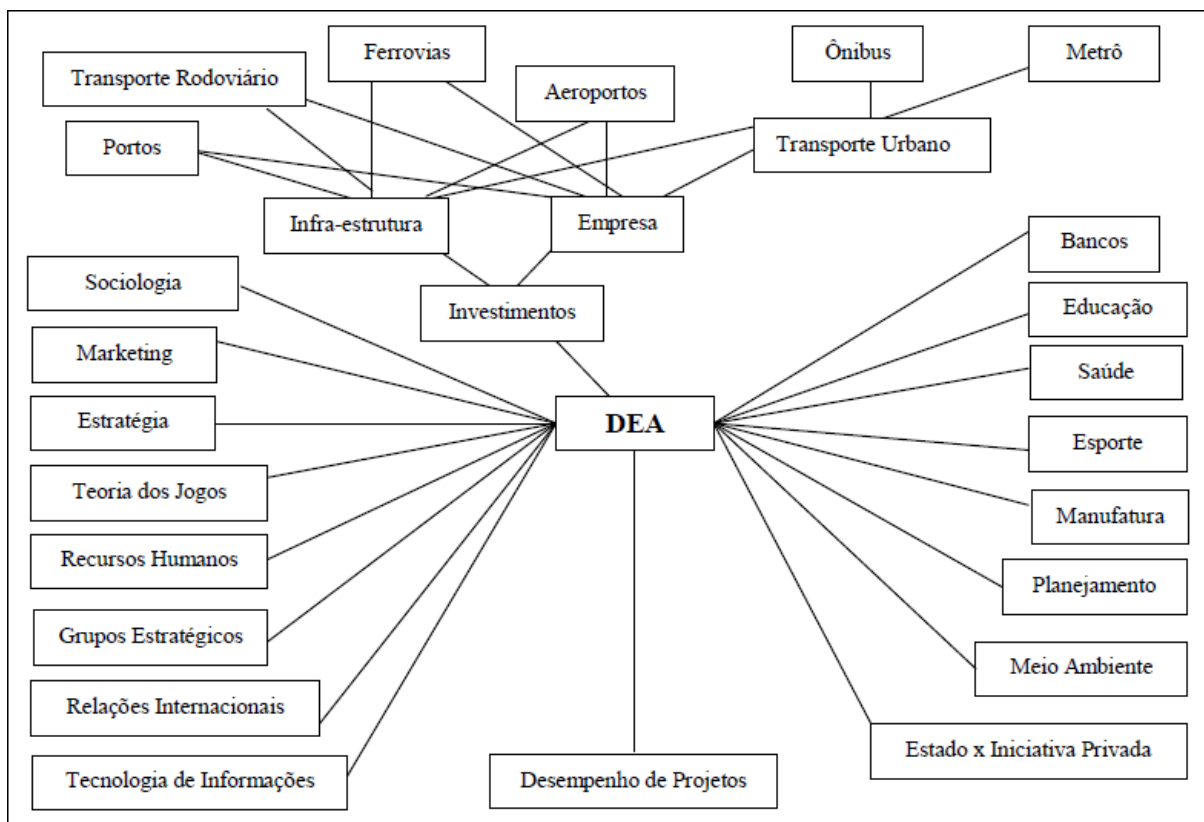 Ferrovias
Ônibus
Metrô
Transporte Rodoviário
Aeroportos
Portos
Transporte Urbano
Infra-estrutura
Empresa
Bancos
Sociologia
Investimentos
Educação
Marketing
Saúde
Estratégia
DEA
Esporte
Teoria dos Jogos
Manufatura
Recursos Humanos
Planejamento
Grupos Estratégicos
Meio Ambiente
Relações Internacionais
Estado x Iniciativa Privada
Tecnologia de Informações
Desempenho de Projetos